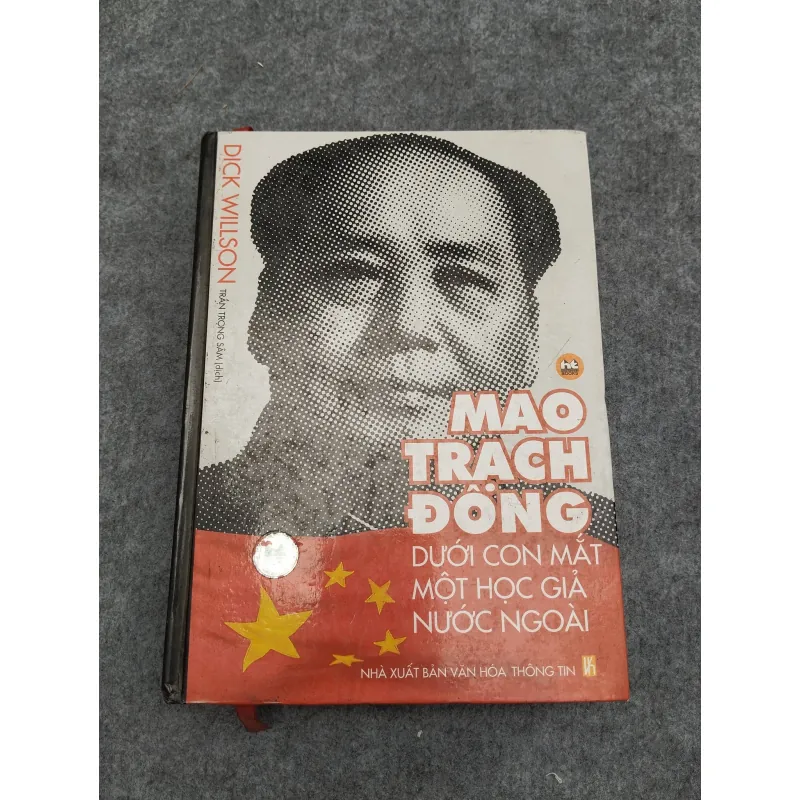 DICK WILLSON
TRẦN TRỌNG SÂM (dịch)
ht
MAO
TRẠCH
ĐÔNG
DƯỚI CON MẮT
MỘT HỌC GIẢ
NƯỚC NGOÀI
NHÀ XUẤT BẢN VĂN HÓA THÔNG TIN